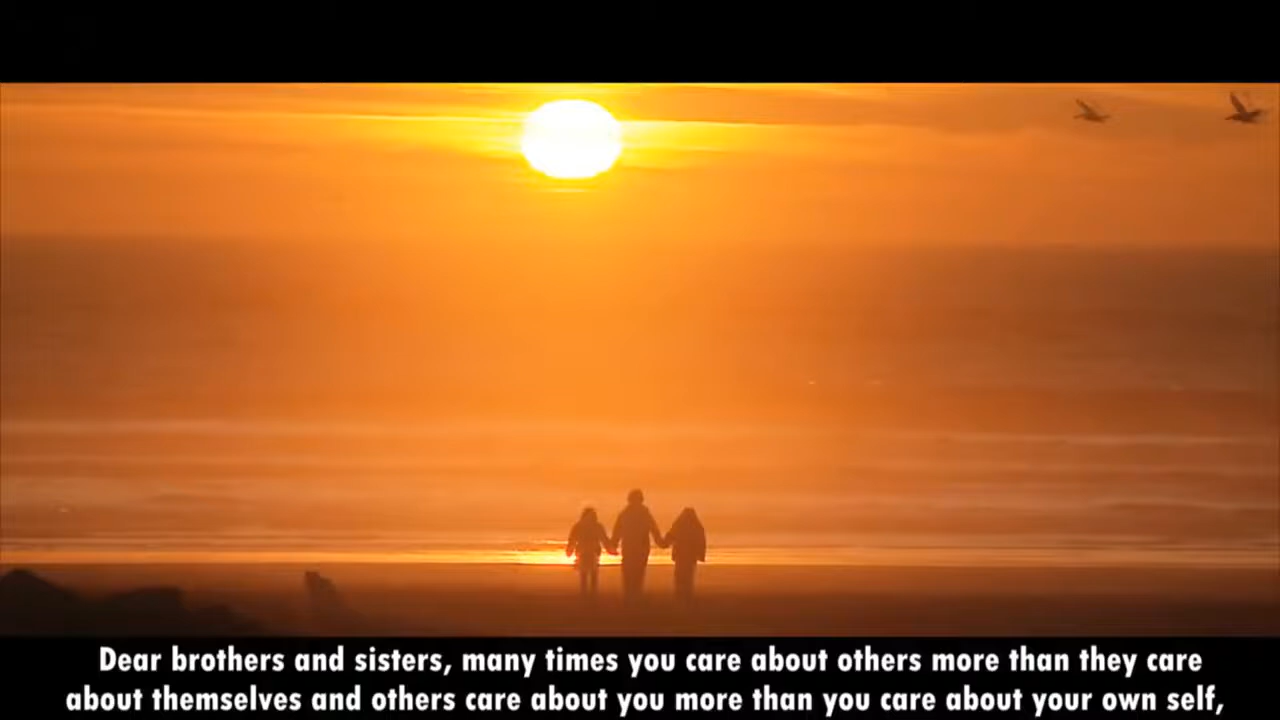 Dear brothers and sisters, many times you care about others more than they care
about themselves and others care about you more than you care about your own self,